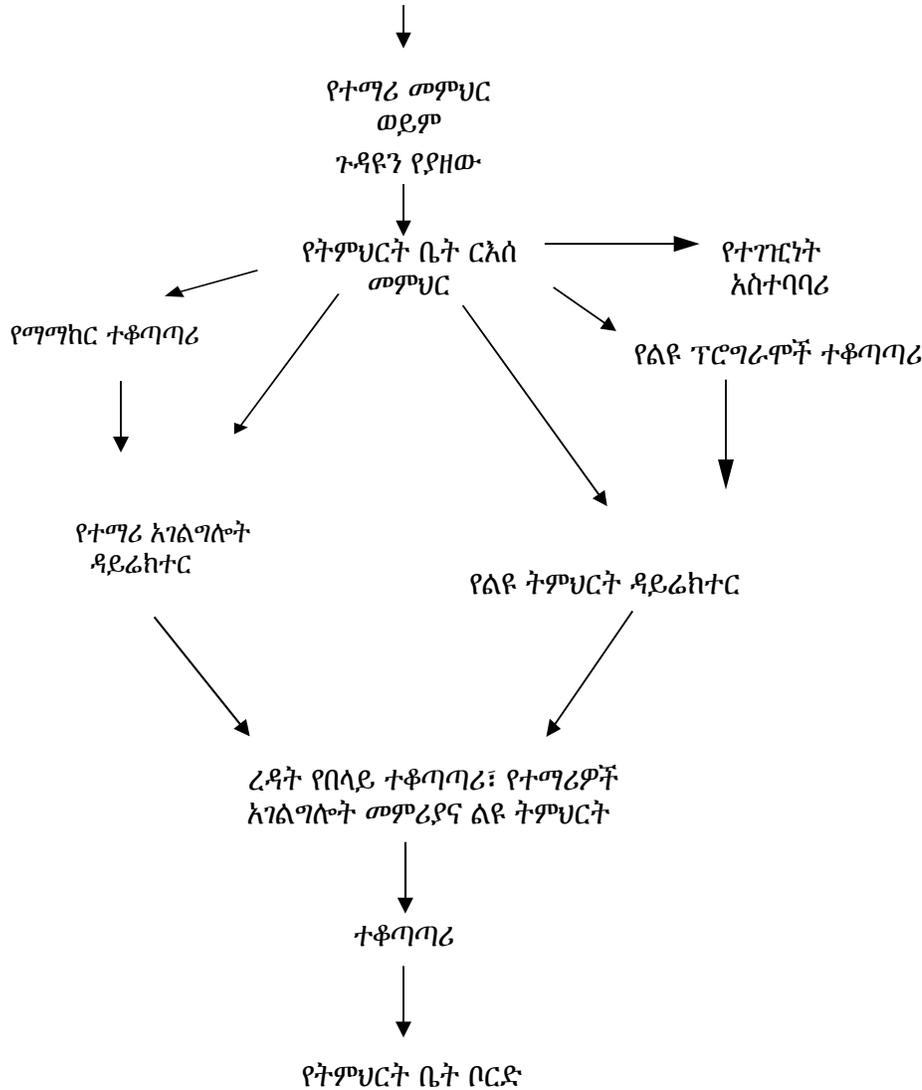 የተማሪ መምህር
ወይም
ጉዳዩን የያዘው
የትምህርት ቤት ርእሰ
መምህር
የተገዢነት
አስተባባሪ
የማማከር ተቆጣጣሪ
የልዩ ፕሮግራሞች ተቆጣጣሪ
የተማሪ አገልግሎት
ዳይሬክተር
የልዩ ትምህርት ዳይሬክተር
ረዳት የበላይ ተቆጣጣሪ፣ የተማሪዎች
አገልግሎት መምሪያና ልዩ ትምህርት
ተቆጣጣሪ
የትምህርት ቤት ቦርድ